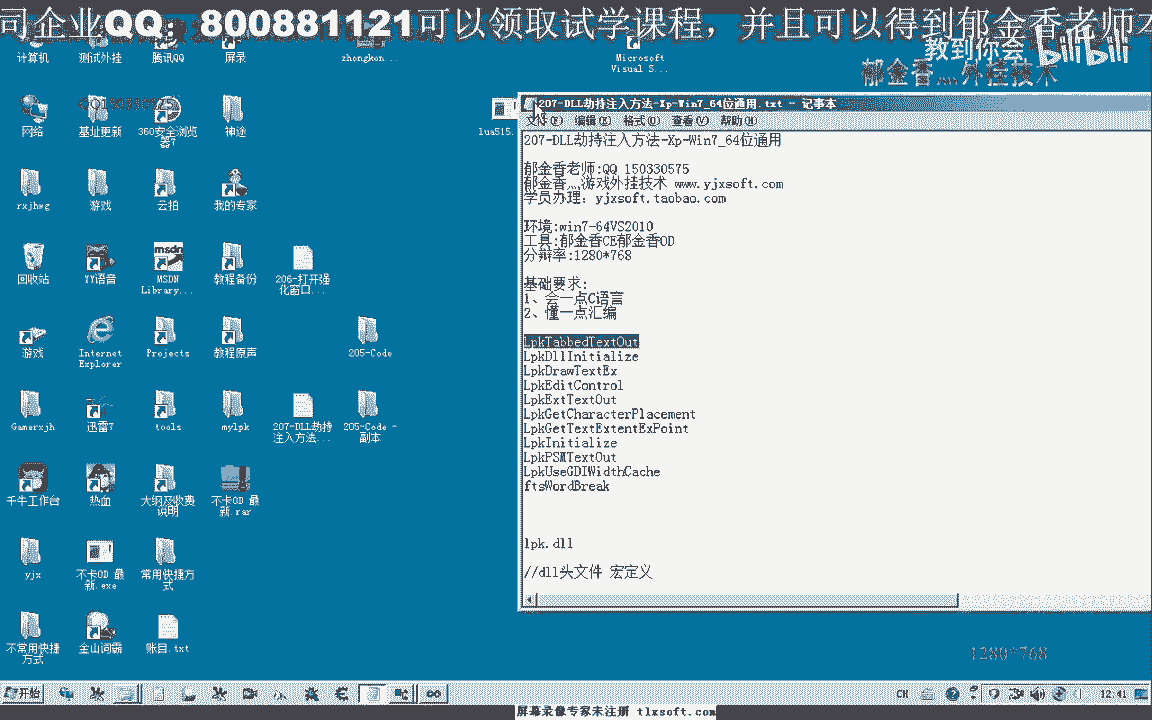 司企业QQ：800881121可以领取试学课程，并且可以得到郁金香老师本
教到你会
bilibili
郁金香灬外挂技术
计算机
测试外挂
腾讯QQ
屏录
zhongkon...
Microsoft
Visual S...
网络
基址更新
360安全浏览
器7
神途
lua515.
rxjhwg
游戏
云拍
我的专家
回收站
YY语音
MSDN
Library...
教程备份
206-打开强
化窗口...
游戏
Internet
Explorer
Projects
教程原声
205-Code
Gamerxjh
迅雷7
tools
mylpk
207-DLL劫持
注入方法...
205-Code -
副本
千牛工作台
热血
大纲及收费
说明
不卡OD 最
新.rar
yjx
不卡OD 最
新.exe
常用快捷方
式
不常用快捷
方式
金山词霸
账目.txt
207-DLL劫持注入方法-Xp-Win7_64位通用.txt - 记事本
文件(F) 编辑(E) 格式(O) 查看(V) 帮助(H)
207-DLL劫持注入方法-Xp-Win7_64位通用
郁金香老师:QQ 150330575
郁金香灬游戏外挂技术 www.yjxsoft.com
学员办理：yjxsoft.taobao.com
环境:win7-64VS2010
工具:郁金香CE郁金香OD
分辩率:1280*768
基础要求:
1、会一点C语言
2、懂一点汇编
LpkTabbedTextOut
LpkDllInitialize
LpkDrawTextEx
LpkEditControl
LpkExtTextOut
LpkGetCharacterPlacement
LpkGetTextExtentExPoint
LpkInitialize
LpkPSMTextOut
LpkUseGDIWidthCache
ftsWordBreak
lpk.dll
//dll头文件 宏定义
1280*768
开始
CH
12:41
屏幕录像专家未注册 tlxsoft.com